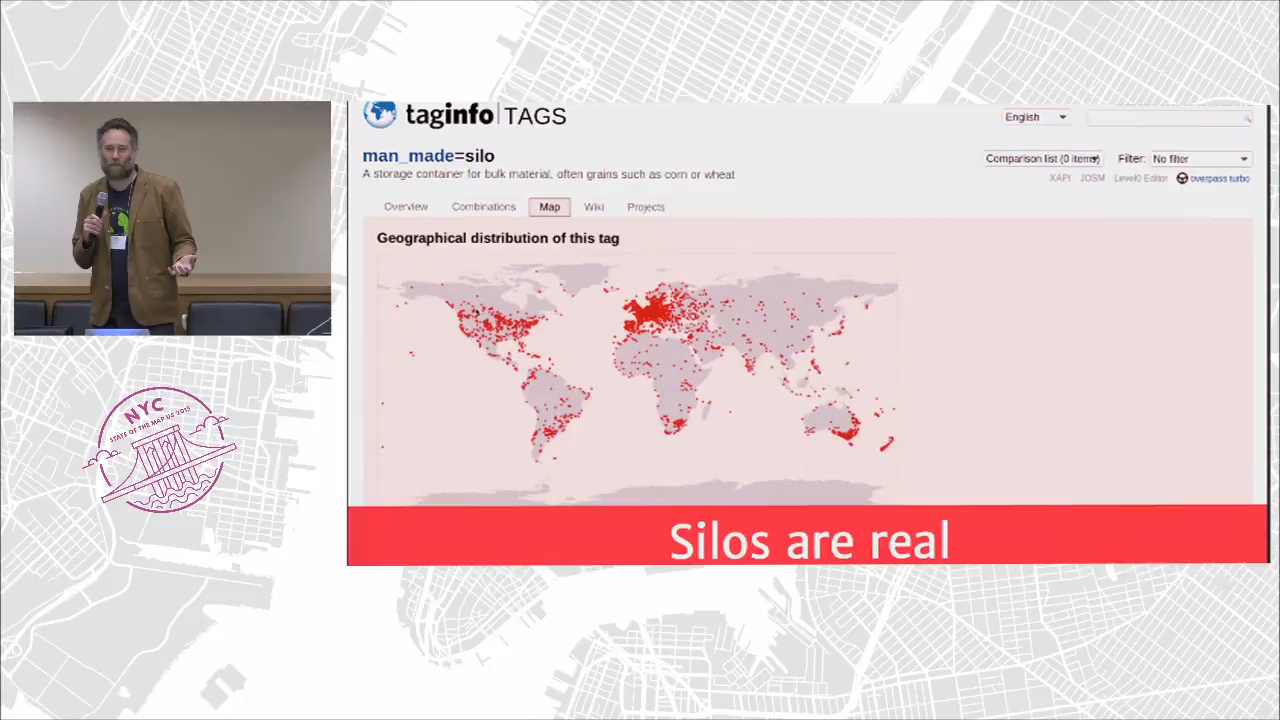 taginfo TAGS
English
man_made=silo
A storage container for bulk material, often grains such as corn or wheat
Comparison list (0 items)
Filter: No filter
XAPI JOSM Level0 Editor overpass turbo
Overview Combinations Map Wiki Projects
Geographical distribution of this tag
Silos are real
NYC
STATE OF THE MAP US 2015